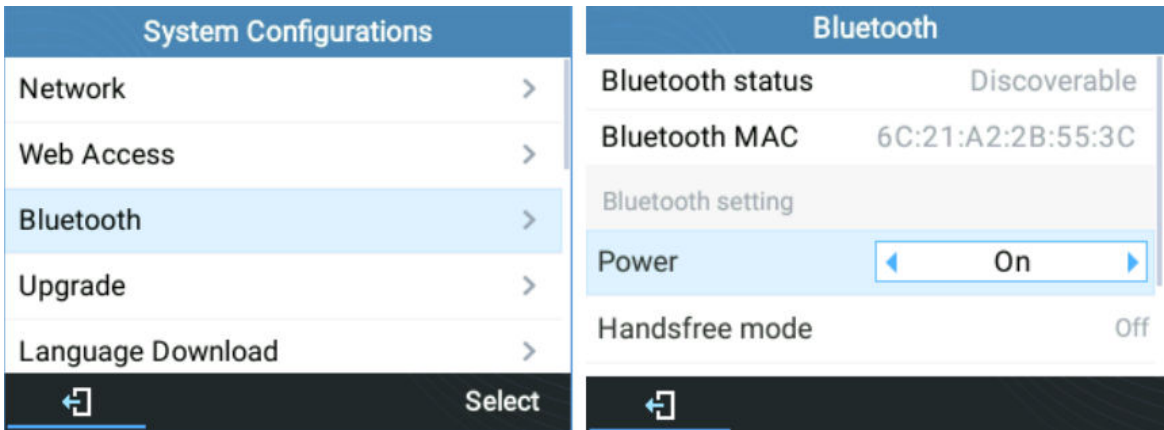 System Configurations
Network
Web Access
Bluetooth
Upgrade
Language Download
Select
Bluetooth
Bluetooth status Discoverable
Bluetooth MAC 6C:21:A2:2B:55:3C
Bluetooth setting
Power On
Handsfree mode Off